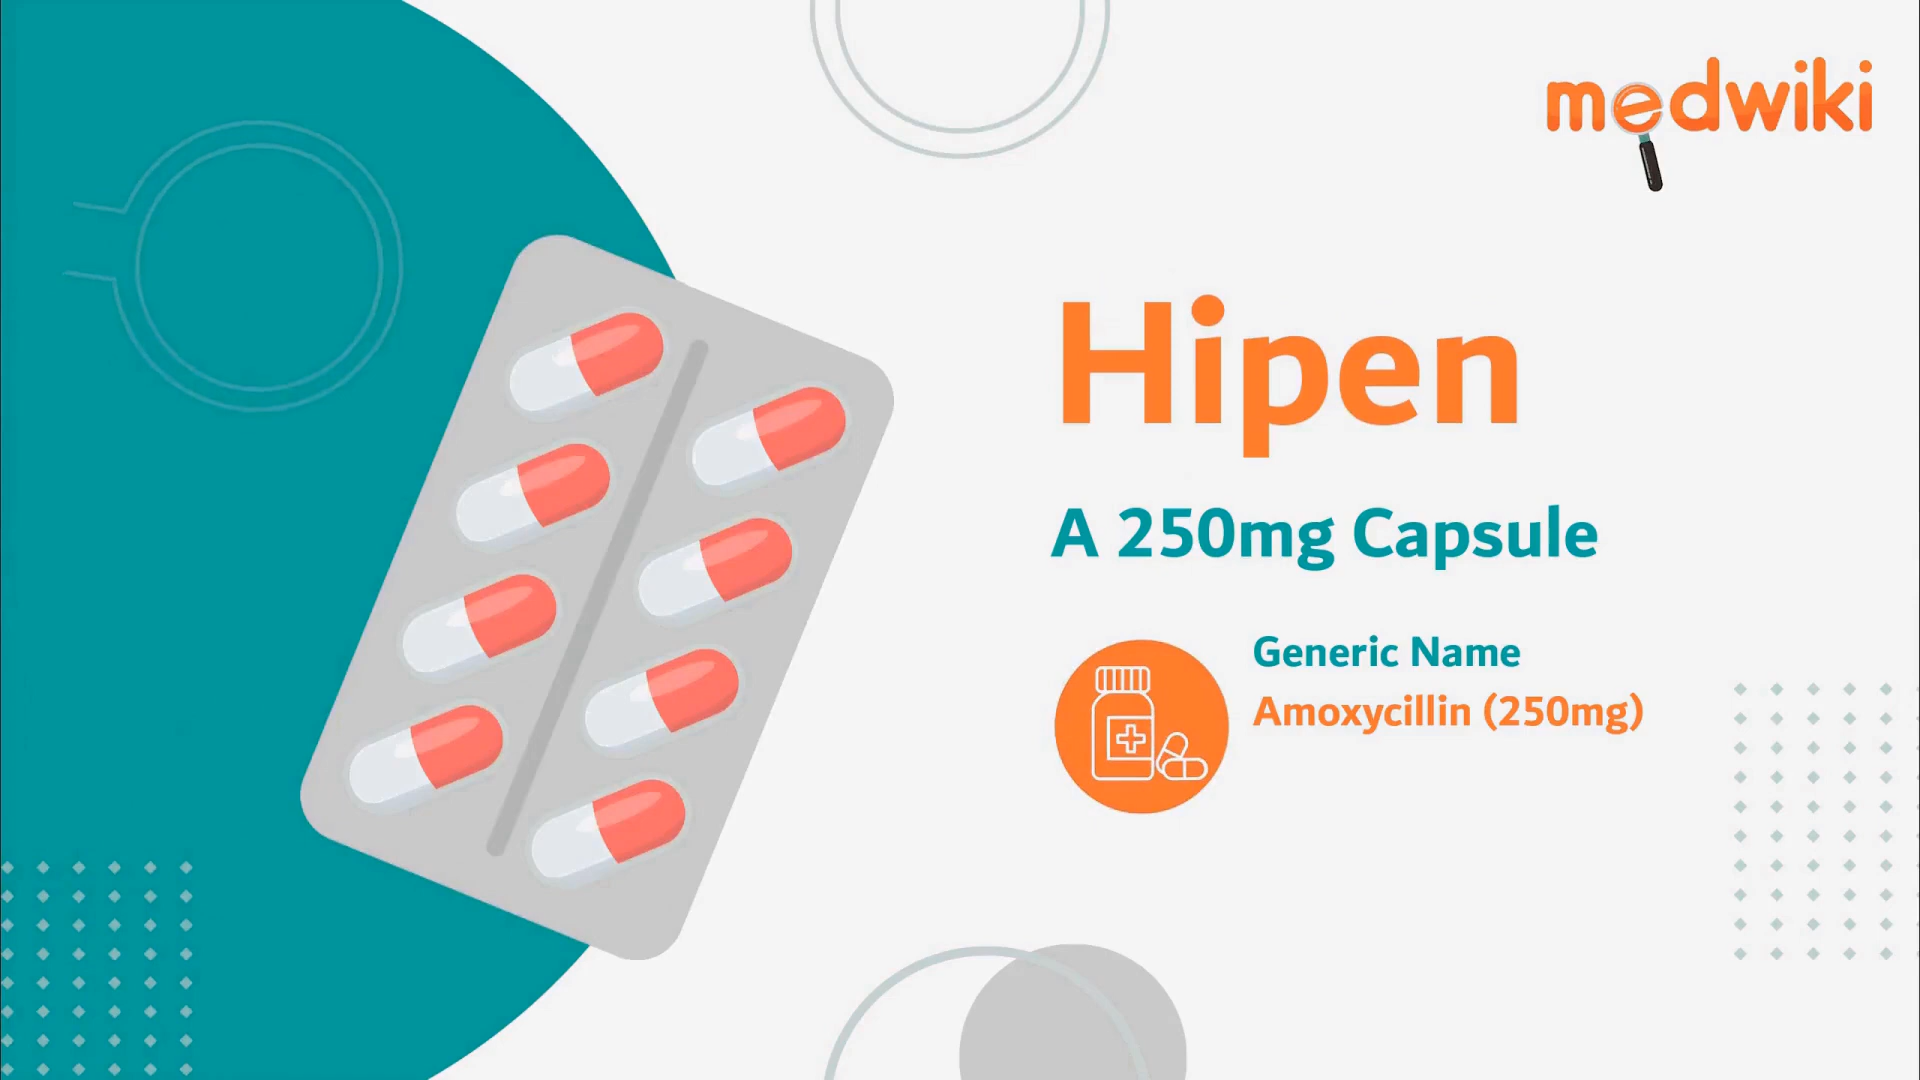 medwiki
Hipen
A 250mg Capsule
Generic Name
Amoxycillin (250mg)